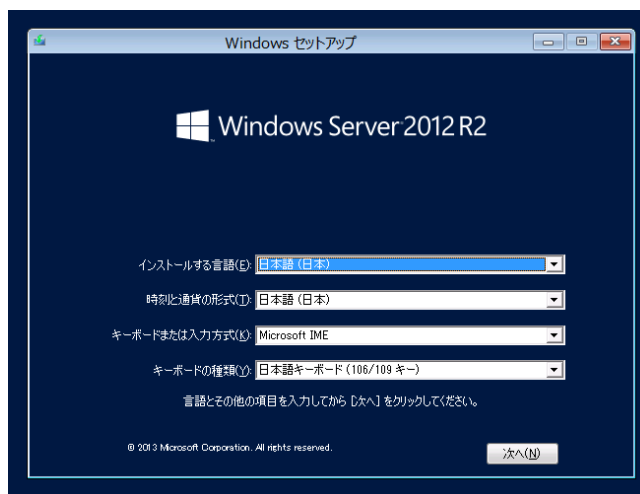 Windows セットアップ
Windows Server 2012 R2
インストールする言語(E): 日本語 (日本)
時刻と通貨の形式(T): 日本語 (日本)
キーボードまたは入力方式(K): Microsoft IME
キーボードの種類(Y): 日本語キーボード (106/109 キー)
言語とその他の項目を入力してから [次へ] をクリックしてください。
© 2013 Microsoft Corporation. All rights reserved.
次へ(N)